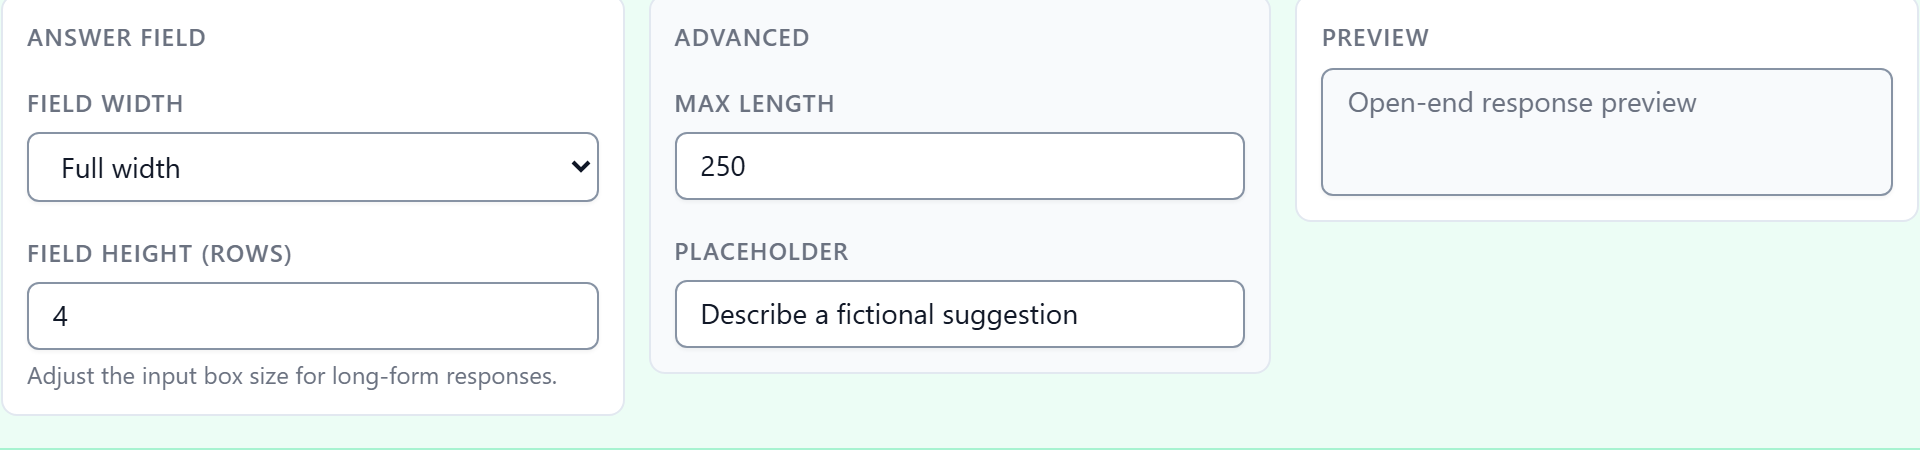 ANSWER FIELD
FIELD WIDTH
Full width
FIELD HEIGHT (ROWS)
4
Adjust the input box size for long-form responses.
ADVANCED
MAX LENGTH
250
PLACEHOLDER
Describe a fictional suggestion
PREVIEW
Open-end response preview